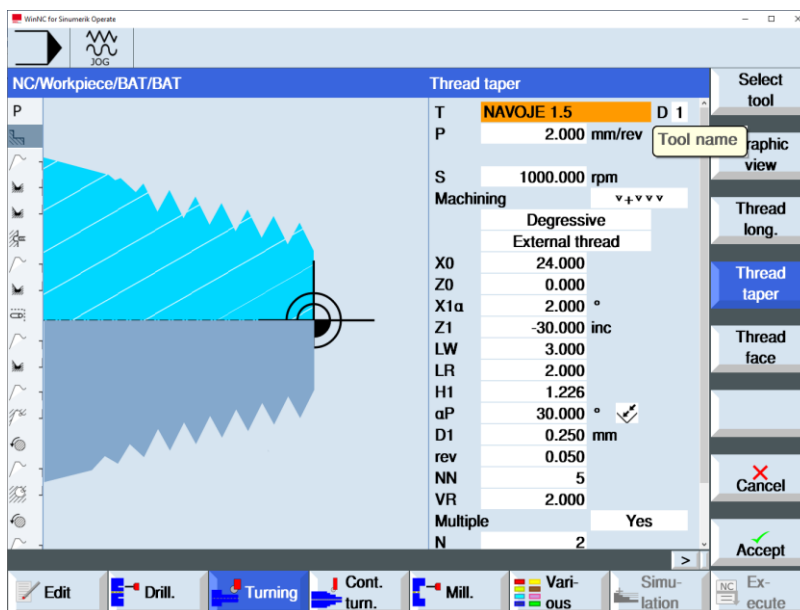 WinNC for Sinumerik Operate
JOG
NC/Workpiece/BAT/BAT
Thread taper
P
T NAVOJE 1.5 D 1
P 2.000 mm/rev
Tool name
S 1000.000 rpm
Machining ▿+▿▿▿
Degressive
External thread
X0 24.000
Z0 0.000
X1α 2.000 °
Z1 -30.000 inc
LW 3.000
LR 2.000
H1 1.226
αP 30.000 °
D1 0.250 mm
rev 0.050
NN 5
VR 2.000
Multiple Yes
N 2
>
Select
tool
raphic
view
Thread
long.
Thread
taper
Thread
face
Cancel
Accept
Edit
Drill.
Turning
Cont.
turn.
Mill.
Vari-
ous
Simu-
lation
NC
Ex-
ecute